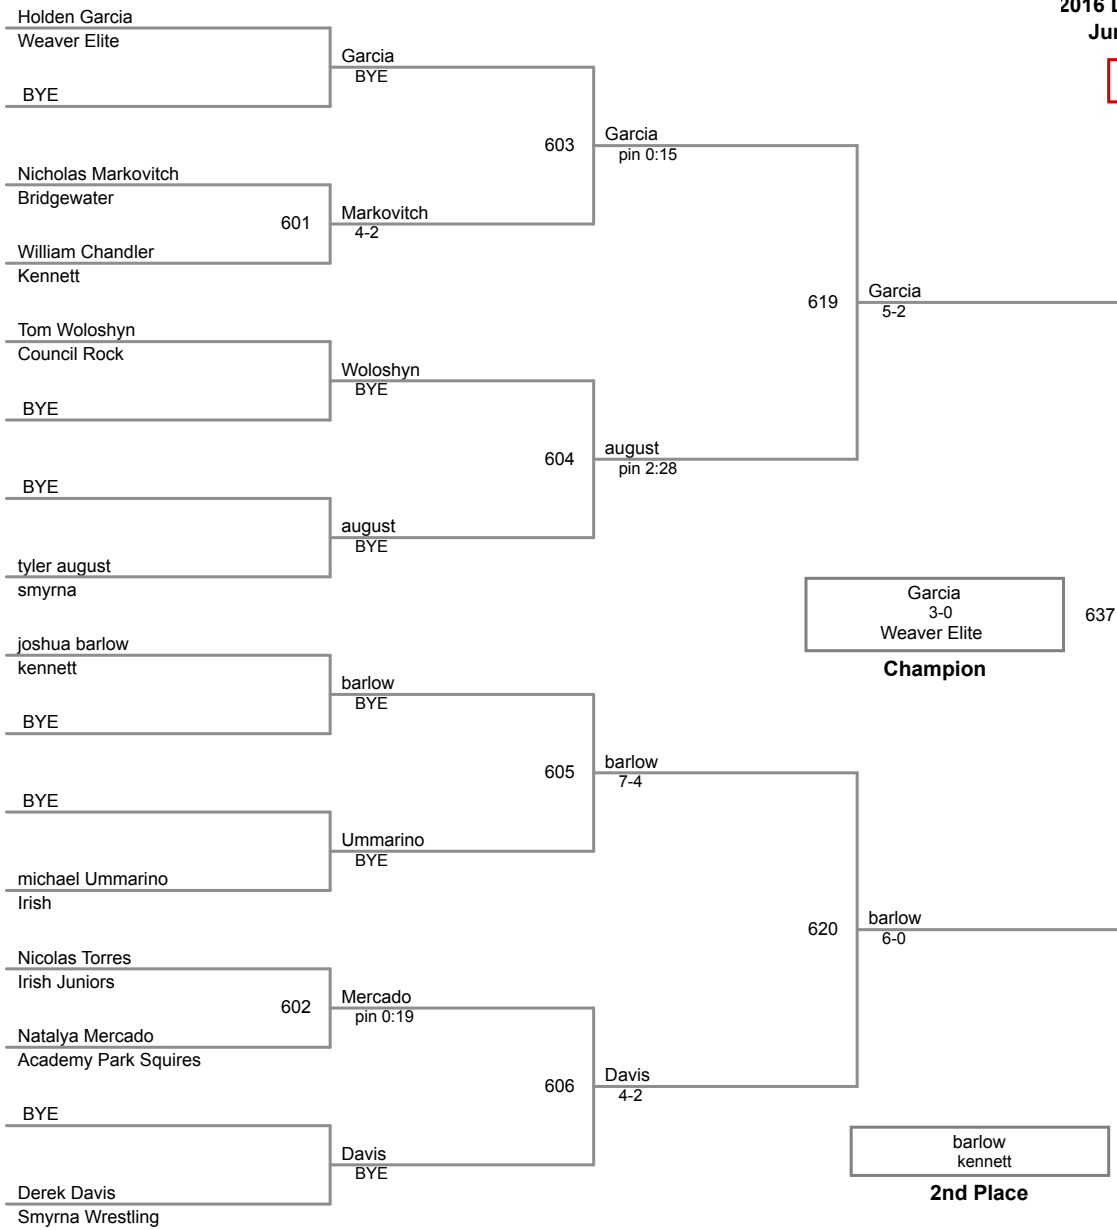 Holden Garcia
Weaver Elite
BYE
Nicholas Markovitch
Bridgewater
601
William Chandler
Kennett
Tom Woloshyn
Council Rock
BYE
BYE
tyler august
smyrna
joshua barlow
kennett
BYE
BYE
michael Ummarino
Irish
Nicolas Torres
Irish Juniors
602
Natalya Mercado
Academy Park Squires
BYE
Derek Davis
Smyrna Wrestling
Garcia
BYE
603
Markovitch
4-2
Woloshyn
BYE
604
august
BYE
barlow
BYE
605
Ummarino
BYE
Mercado
pin 0:19
606
Davis
BYE
Garcia
pin 0:15
619
august
pin 2:28
barlow
7-4
620
Davis
4-2
Garcia
5-2
Garcia
3-0
Weaver Elite
637
Champion
barlow
6-0
barlow
kennett
2nd Place
2016